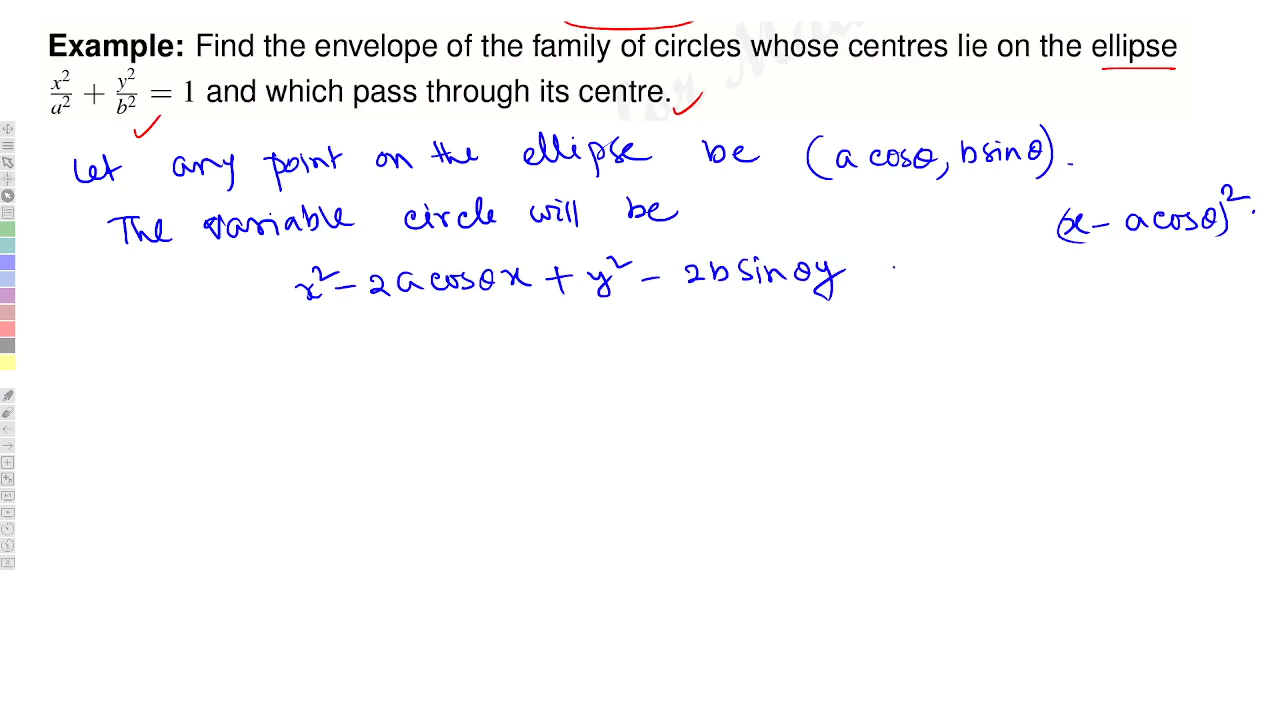 Example: Find the envelope of the family of circles whose centres lie on the ellipse
x²/a² + y²/b² = 1 and which pass through its centre.
Let any point on the ellipse be (a cosθ, b sinθ).
The variable circle will be
(x - a cosθ)².
x² - 2a cosθ x + y² - 2b sinθ y